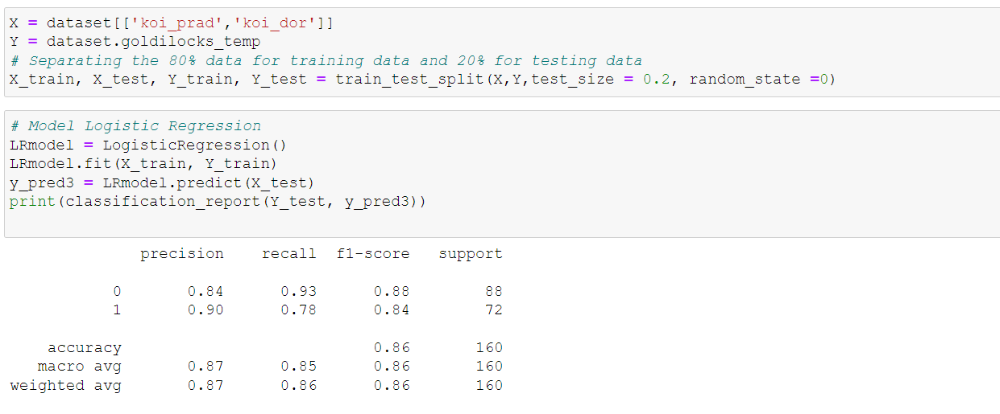 X = dataset[['koi_prad','koi_dor']]
Y = dataset.goldilocks_temp
# Separating the 80% data for training data and 20% for testing data
X_train, X_test, Y_train, Y_test = train_test_split(X,Y,test_size = 0.2, random_state =0)
# Model Logistic Regression
LRmodel = LogisticRegression()
LRmodel.fit(X_train, Y_train)
y_pred3 = LRmodel.predict(X_test)
print(classification_report(Y_test, y_pred3))
precision recall f1-score support
0 0.84 0.93 0.88 88
1 0.90 0.78 0.84 72
accuracy 0.86 160
macro avg 0.87 0.85 0.86 160
weighted avg 0.87 0.86 0.86 160